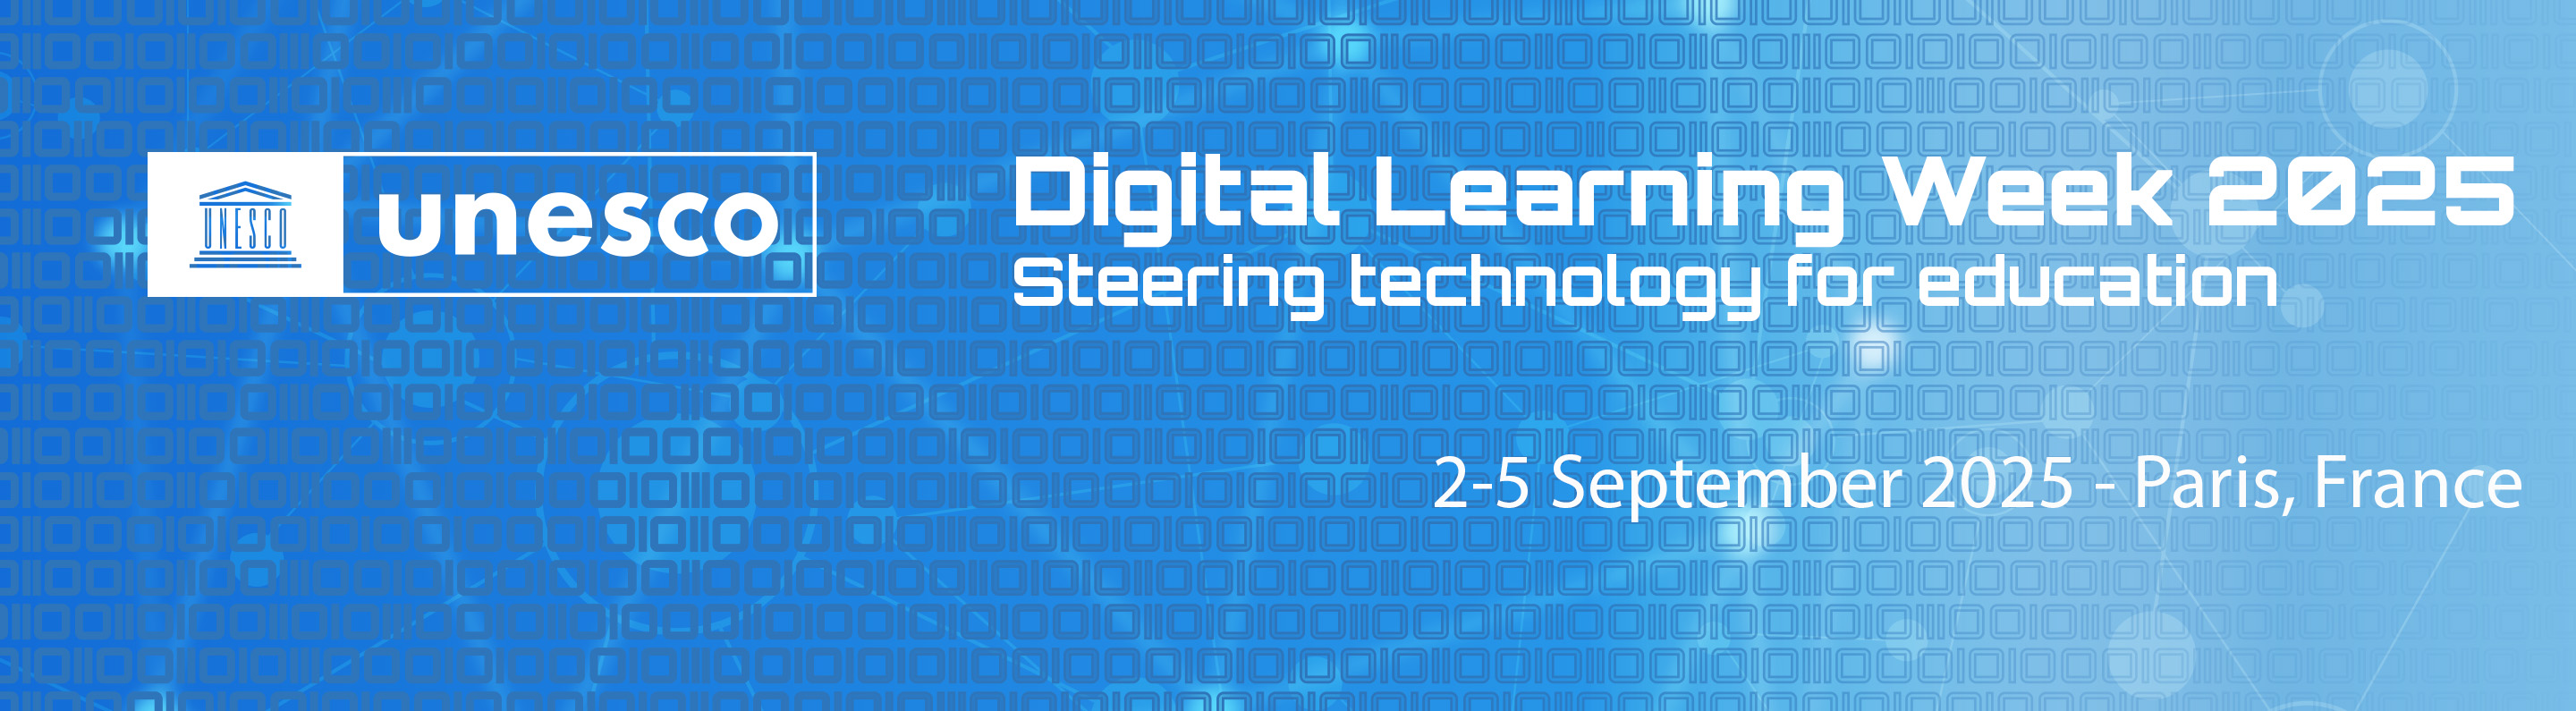 UNESCO
unesco
Digital Learning Week 2025
Steering technology for education
2-5 September 2025 - Paris, France